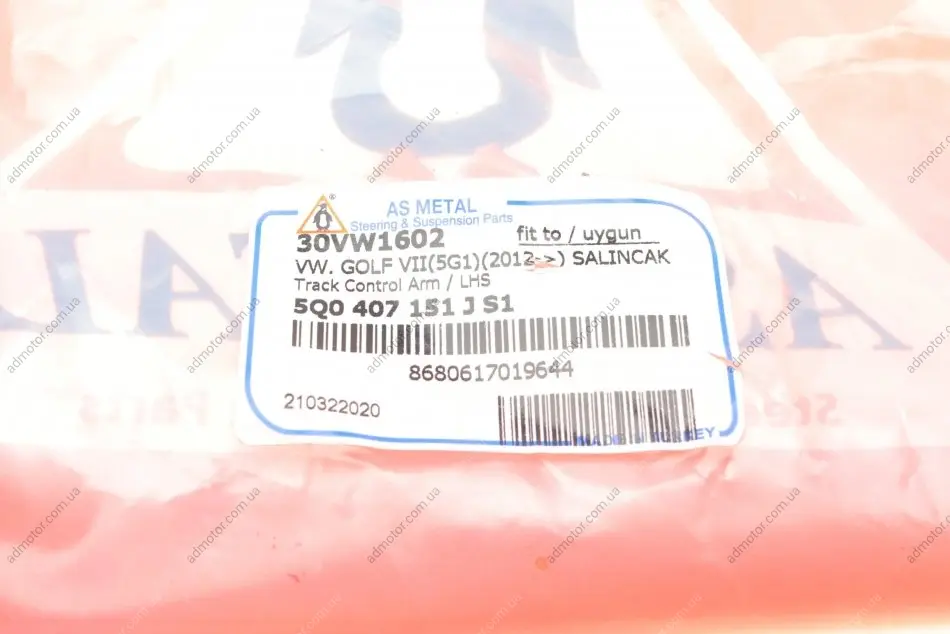 AS METAL
Steering & Suspension Parts
30VW1602
fit to / uygun
VW. GOLF VII(5G1)(2012->) SALINCAK
Track Control Arm / LHS
5Q0 407 151 J S1
8680617019644
210322020
MADE IN TURKEY
Parts
admotor.com.ua